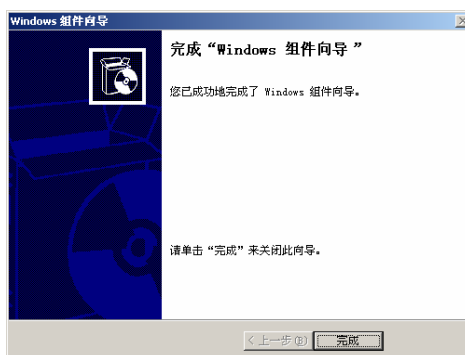 Windows 组件向导
完成“Windows 组件向导”
您已成功地完成了 Windows 组件向导。
请单击“完成”来关闭此向导。
<上一步(B) 完成